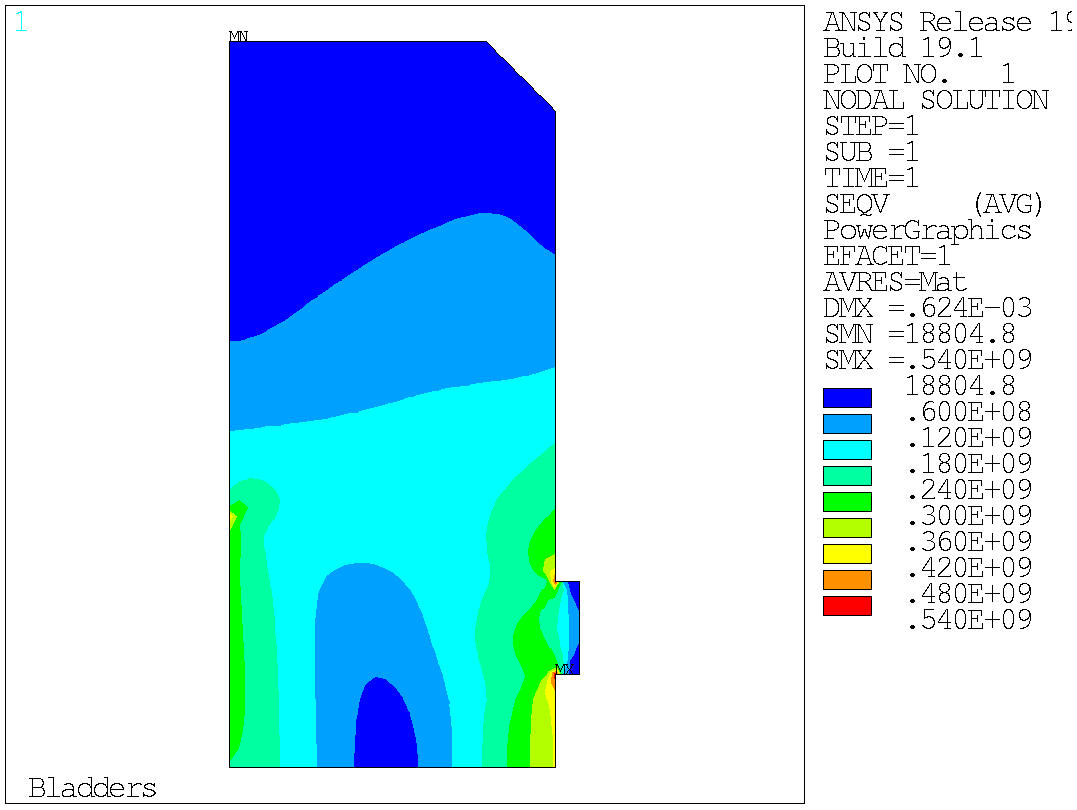 1
MN
MX
Bladders
ANSYS Release 19
Build 19.1
PLOT NO.   1
NODAL SOLUTION
STEP=1
SUB =1
TIME=1
SEQV     (AVG)
PowerGraphics
EFACET=1
AVRES=Mat
DMX =.624E-03
SMN =18804.8
SMX =.540E+09
18804.8
.600E+08
.120E+09
.180E+09
.240E+09
.300E+09
.360E+09
.420E+09
.480E+09
.540E+09